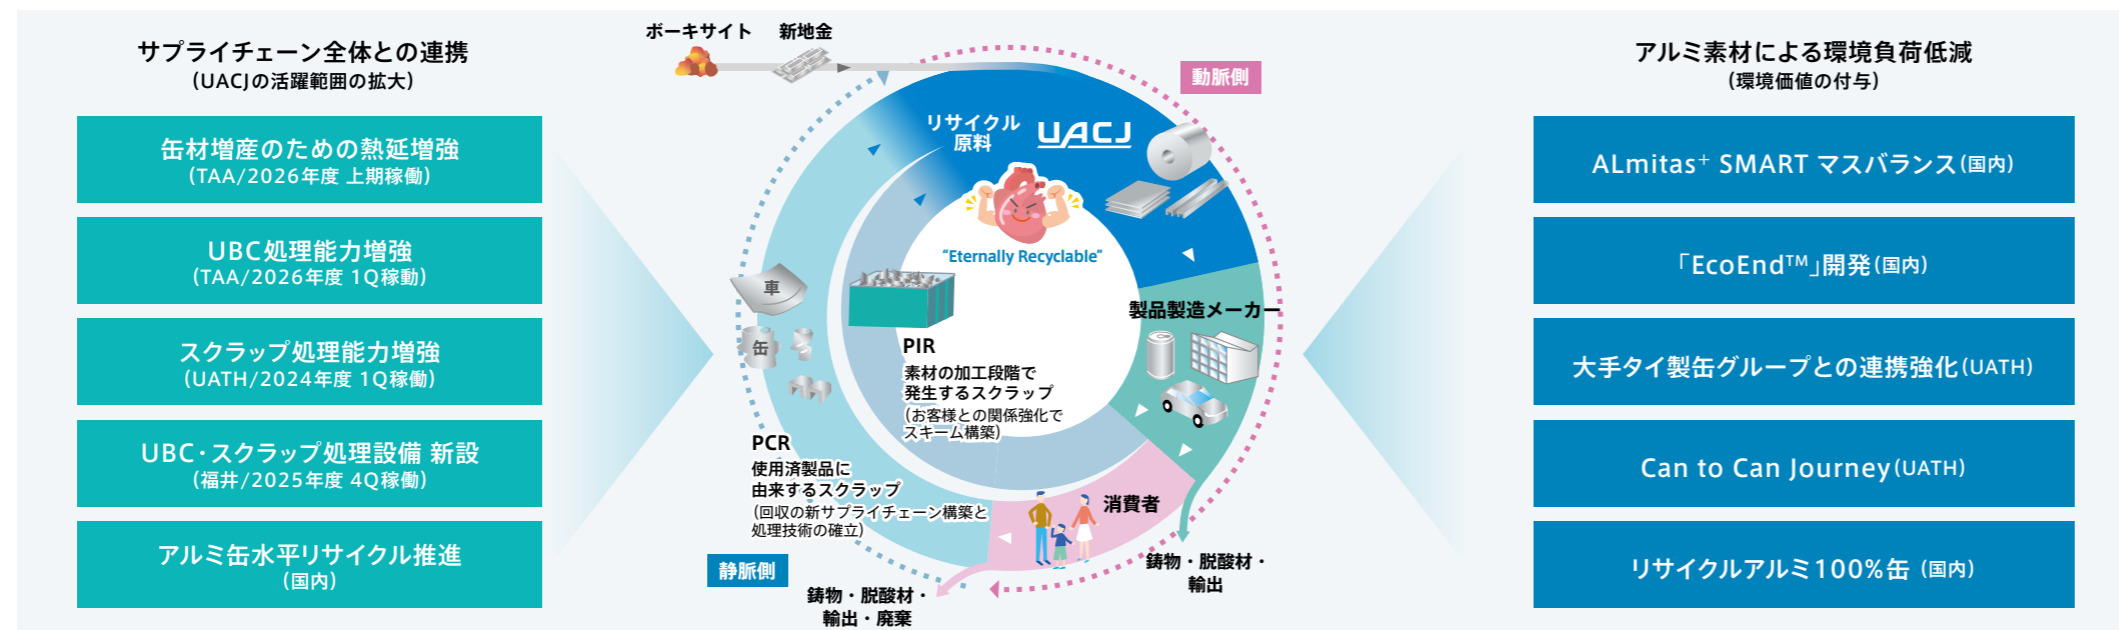 サプライチェーン全体との連携
(UACJの活躍範囲の拡大)
缶材増産のための熱延増強
(TAA/2026年度 上期稼働)
UBC処理能力増強
(TAA/2026年度 1Q稼動)
スクラップ処理能力増強
(UATH/2024年度 1Q稼働)
UBC・スクラップ処理設備 新設
(福井/2025年度 4Q稼働)
アルミ缶水平リサイクル推進
(国内)
ボーキサイト
新地金
動脈側
リサイクル
原料
UACJ
“Eternally Recyclable”
車
缶
製品製造メーカー
PIR
素材の加工段階で
発生するスクラップ
(お客様との関係強化で
スキーム構築)
PCR
使用済製品に
由来するスクラップ
(回収の新サプライチェーン構築と
処理技術の確立)
消費者
静脈側
鋳物・脱酸材・
輸出・廃棄
鋳物・脱酸材・
輸出
アルミ素材による環境負荷低減
(環境価値の付与)
ALmitas⁺ SMART マスバランス(国内)
「EcoEnd™」開発(国内)
大手タイ製缶グループとの連携強化(UATH)
Can to Can Journey(UATH)
リサイクルアルミ100%缶 (国内)